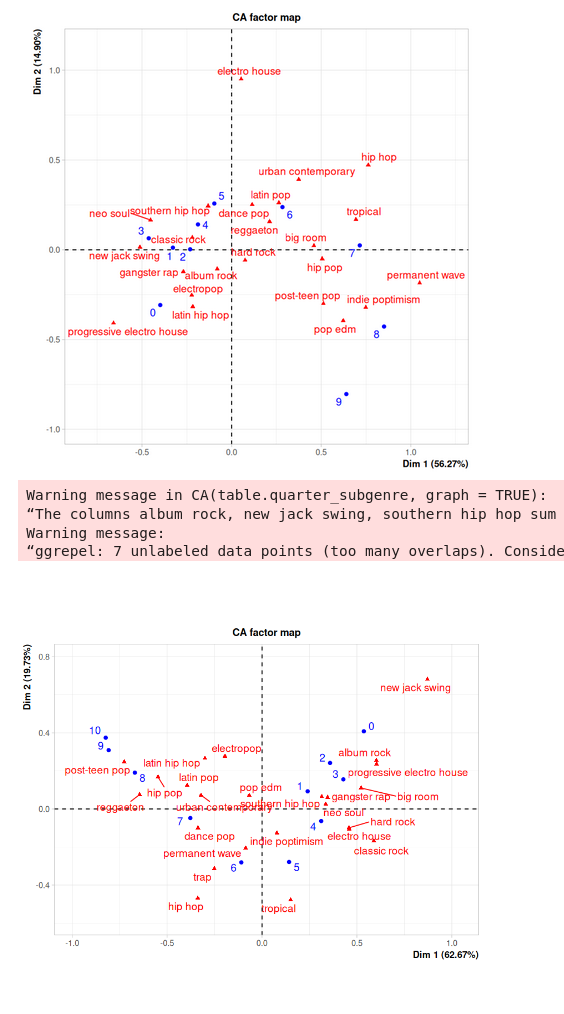 CA factor map
Dim 2 (14.90%)
1.0
electro house
0.5
hip hop
urban contemporary
latin pop
5
neo soul
southern hip hop
dance pop
6
tropical
4
3
reggaeton
classic rock
big room
0.0
1
2
7
new jack swing
hard rock
gangster rap
album rock
hip pop
permanent wave
electropop
post-teen pop
indie poptimism
0
latin hip hop
progressive electro house
pop edm
8
-0.5
9
-1.0
-0.5
0.0
0.5
1.0
Dim 1 (56.27%)
Warning message in CA(table.quarter_subgenre, graph = TRUE):
“The columns album rock, new jack swing, southern hip hop sum
Warning message:
“ggrepel: 7 unlabeled data points (too many overlaps). Conside
CA factor map
Dim 2 (19.73%)
0.8
new jack swing
0.4
10
0
9
electropop
latin hip hop
2
album rock
post-teen pop
8
3
progressive electro house
latin pop
hip pop
pop edm
1
gangster rap
big room
reggaeton
urban contemporary
southern hip hop
0.0
neo soul
7
4
hard rock
dance pop
indie poptimism
electro house
permanent wave
classic rock
6
5
trap
-0.4
hip hop
tropical
-1.0
-0.5
0.0
0.5
1.0
Dim 1 (62.67%)